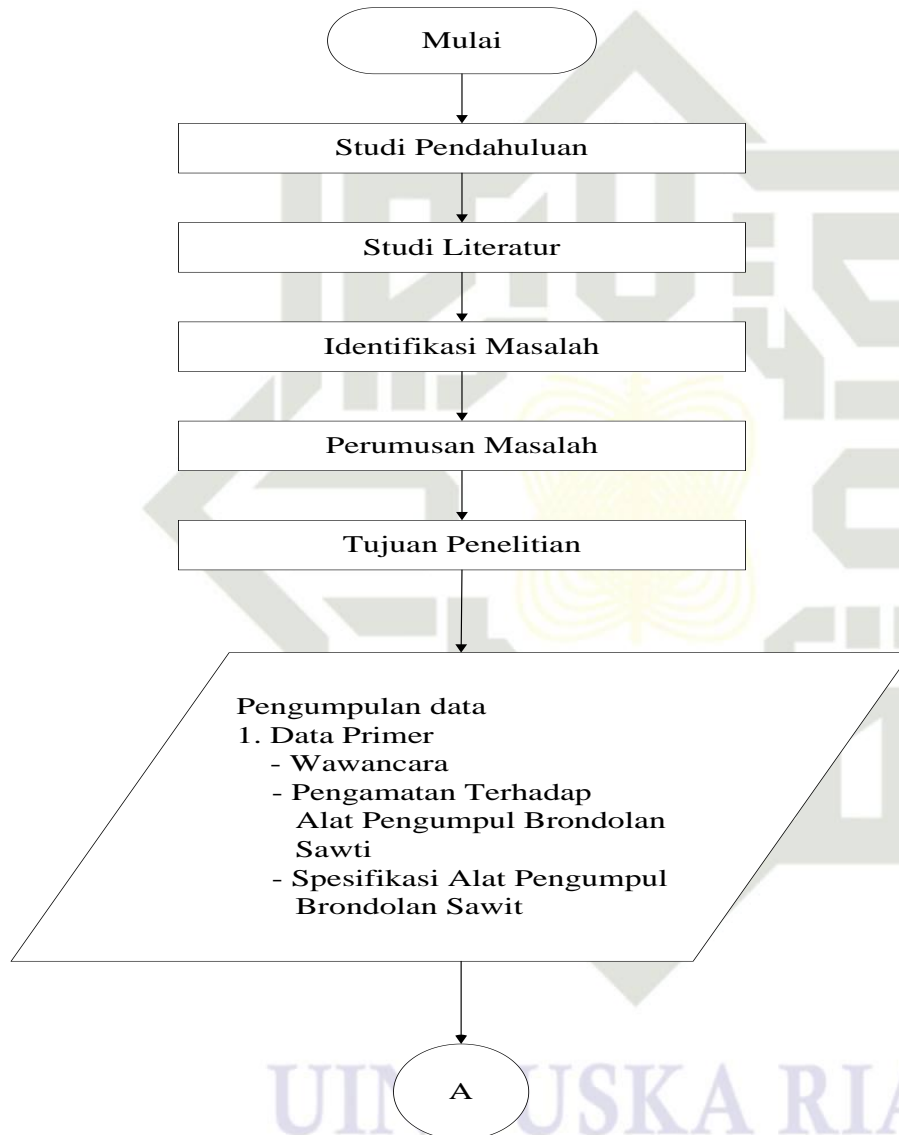 Mulai
Studi Pendahuluan
Studi Literatur
Identifikasi Masalah
Perumusan Masalah
Tujuan Penelitian
Pengumpulan data
1. Data Primer
- Wawancara
- Pengamatan Terhadap
Alat Pengumpul Brondolan
Sawti
- Spesifikasi Alat Pengumpul
Brondolan Sawit
A
UIN USKA RIA